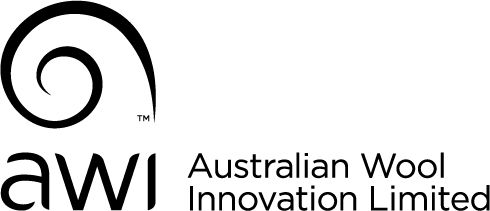 ™
awi
Australian Wool
Innovation Limited